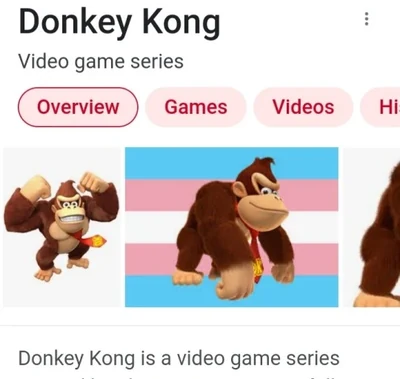 Donkey Kong
Video game series
Overview Games Videos Hi
Donkey Kong is a video game series